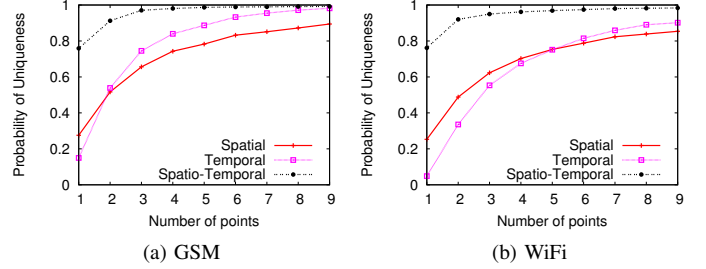 1
0.8
0.6
0.4
0.2
0
Probability of Uniqueness
Spatial
Temporal
Spatio-Temporal
1 2 3 4 5 6 7 8 9
Number of points
(a) GSM
1
0.8
0.6
0.4
0.2
0
Probability of Uniqueness
Spatial
Temporal
Spatio-Temporal
1 2 3 4 5 6 7 8 9
Number of points
(b) WiFi